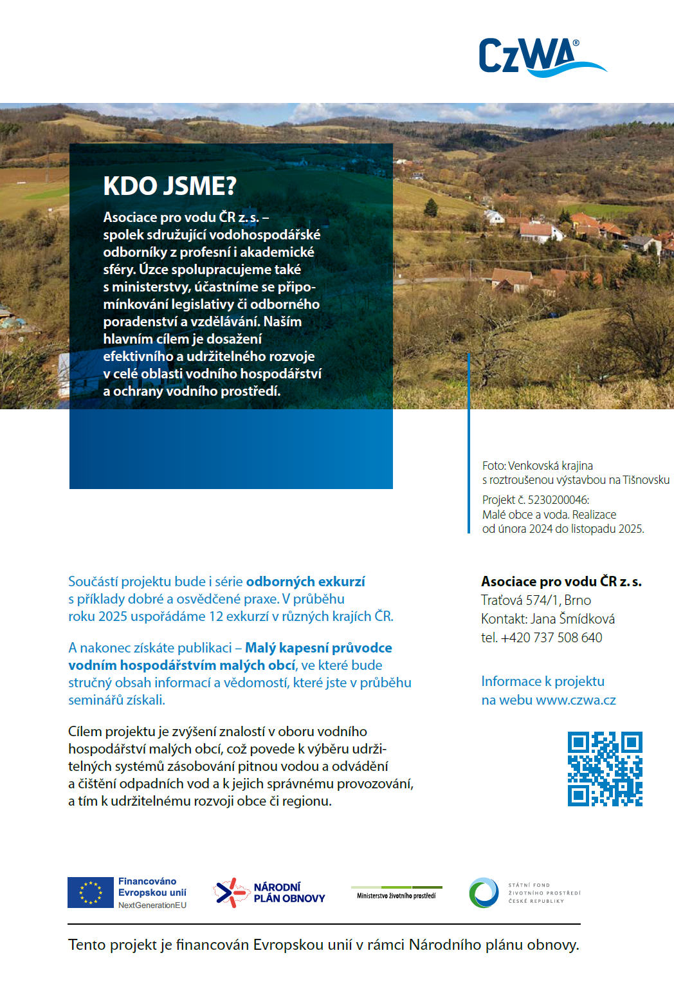 CzWA®
KDO JSME?
Asociace pro vodu ČR z. s. –
spolek sdružující vodohospodářské
odborníky z profesní i akademické
sféry. Úzce spolupracujeme také
s ministerstvy, účastníme se připo-
mínkování legislativy či odborného
poradenství a vzdělávání. Naším
hlavním cílem je dosažení
efektivního a udržitelného rozvoje
v celé oblasti vodního hospodářství
a ochrany vodního prostředí.
Foto: Venkovská krajina
s roztroušenou výstavbou na Tišnovsku
Projekt č. 5230200046:
Malé obce a voda. Realizace
od února 2024 do listopadu 2025.
Součástí projektu bude i série odborných exkurzí
s příklady dobré a osvědčené praxe. V průběhu
roku 2025 uspořádáme 12 exkurzí v různých krajích ČR.
A nakonec získáte publikaci – Malý kapesní průvodce
vodním hospodářstvím malých obcí, ve které bude
stručný obsah informací a vědomostí, které jste v průběhu
seminářů získali.
Cílem projektu je zvýšení znalostí v oboru vodního
hospodářství malých obcí, což povede k výběru udrži-
telných systémů zásobování pitnou vodou a odvádění
a čištění odpadních vod a k jejich správnému provozování,
a tím k udržitelnému rozvoji obce či regionu.
Asociace pro vodu ČR z. s.
Traťová 574/1, Brno
Kontakt: Jana Šmídková
tel. +420 737 508 640
Informace k projektu
na webu www.czwa.cz
Financováno
Evropskou unií
NextGenerationEU
NÁRODNÍ
PLÁN OBNOVY
Ministerstvo životního prostředí
STÁTNÍ FOND
ŽIVOTNÍHO PROSTŘEDÍ
ČESKÉ REPUBLIKY
Tento projekt je financován Evropskou unií v rámci Národního plánu obnovy.